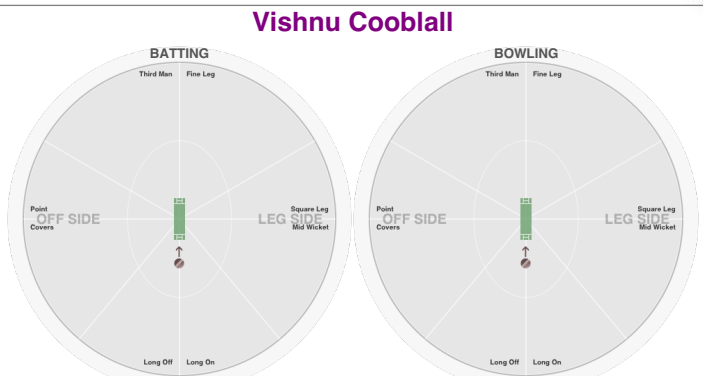 Vishnu Cooblall
BATTING
Third Man Fine Leg
Point
OFF SIDE
Covers
Square Leg
LEG SIDE
Mid Wicket
Long Off Long On
BOWLING
Third Man Fine Leg
Point
OFF SIDE
Covers
Square Leg
LEG SIDE
Mid Wicket
Long Off Long On